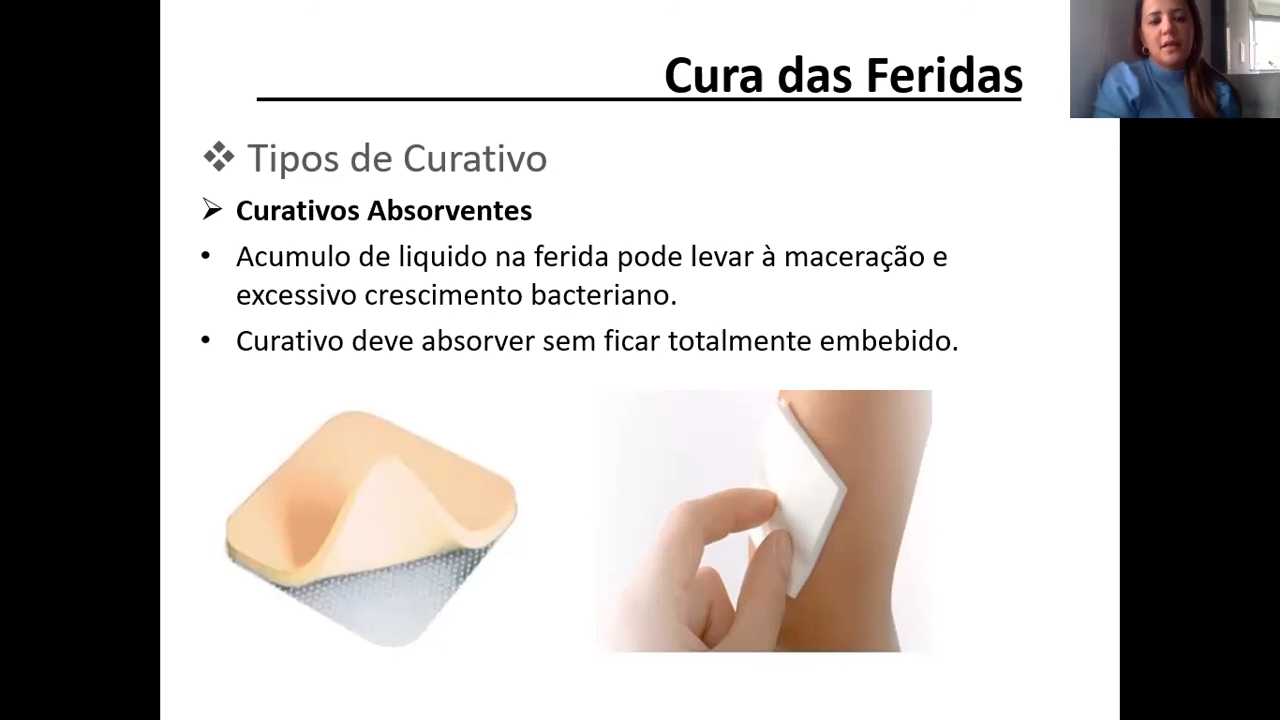 Cura das Feridas
❖ Tipos de Curativo
➢ Curativos Absorventes
• Acumulo de liquido na ferida pode levar à maceração e
excessivo crescimento bacteriano.
• Curativo deve absorver sem ficar totalmente embebido.